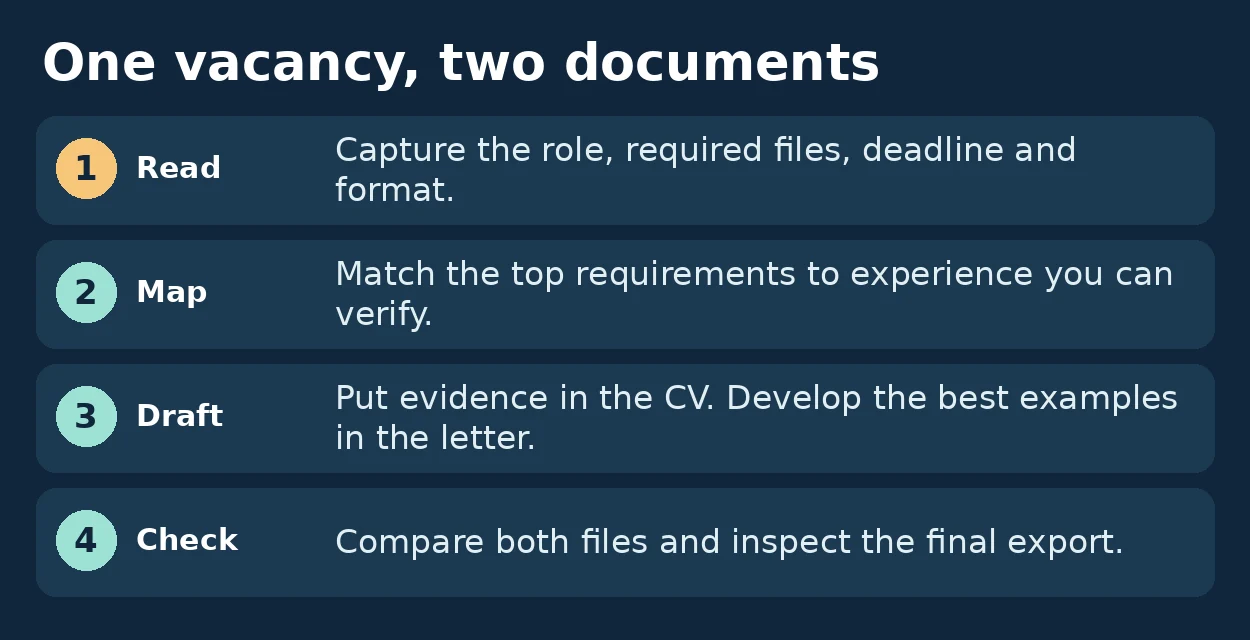 One vacancy, two documents
1 Read
Capture the role, required files, deadline and
format.
2 Map
Match the top requirements to experience you can
verify.
3 Draft
Put evidence in the CV. Develop the best examples
in the letter.
4 Check
Compare both files and inspect the final export.